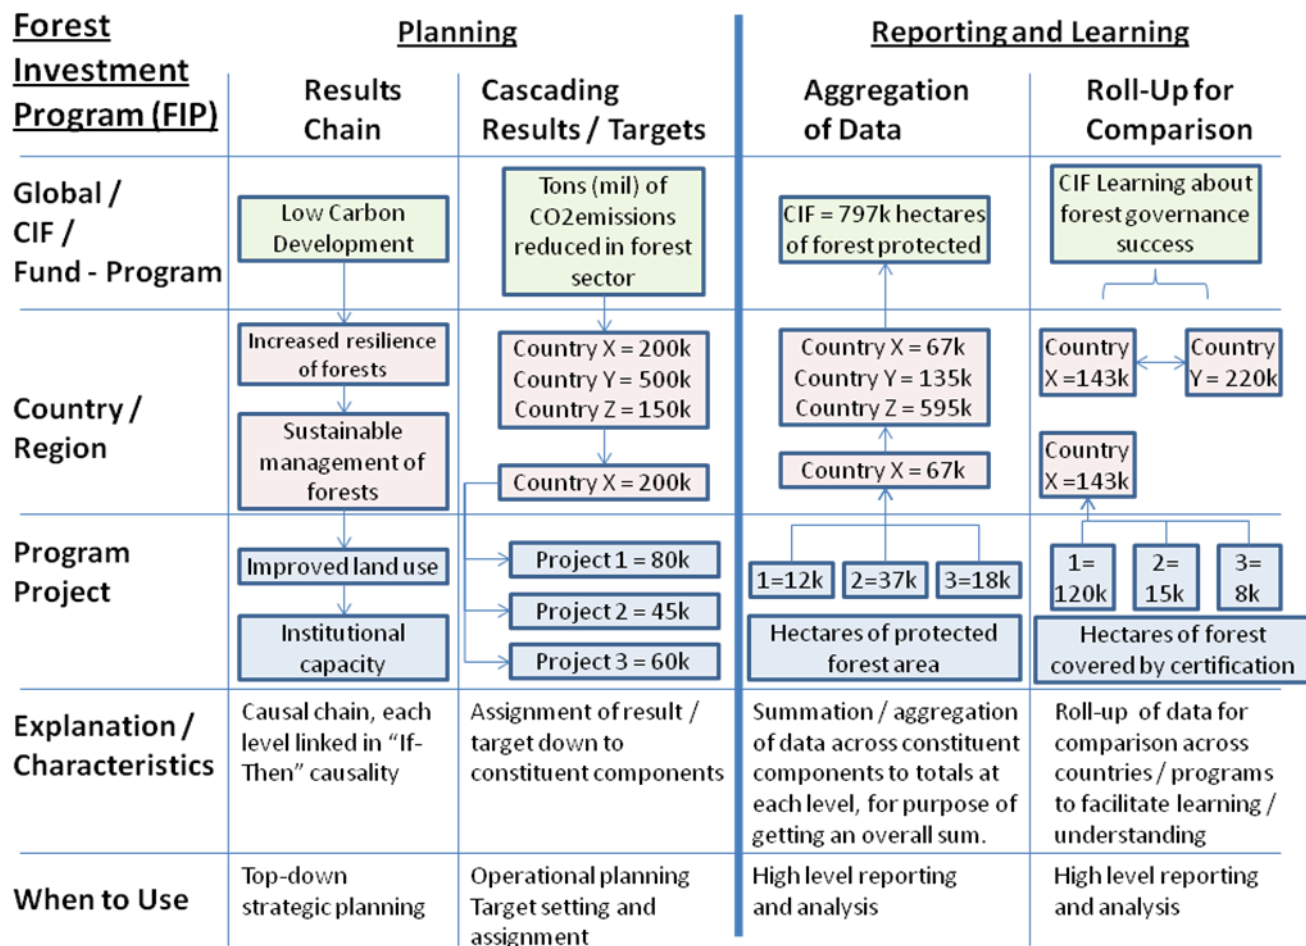 Forest
Investment
Program (FIP)
Planning
Reporting and Learning
Results
Chain
Cascading
Results / Targets
Aggregation
of Data
Roll-Up for
Comparison
Global /
CIF /
Fund - Program
Low Carbon
Development
Tons (mil) of
CO2emissions
reduced in forest
sector
CIF = 797k hectares
of forest protected
CIF Learning about
forest governance
success
Country /
Region
Increased resilience
of forests
Sustainable
management of
forests
Country X = 200k
Country Y = 500k
Country Z = 150k
Country X = 200k
Country X = 67k
Country Y = 135k
Country Z = 595k
Country X = 67k
Country
X =143k
Country
Y = 220k
Country
X =143k
Program
Project
Improved land use
Institutional
capacity
Project 1 = 80k
Project 2 = 45k
Project 3 = 60k
1=12k
2=37k
3=18k
Hectares of protected
forest area
1=
120k
2=
15k
3=
8k
Hectares of forest
covered by certification
Explanation /
Characteristics
Causal chain, each
level linked in “If-
Then” causality
Assignment of result /
target down to
constituent components
Summation / aggregation
of data across constituent
components to totals at
each level, for purpose of
getting an overall sum.
Roll-up of data for
comparison across
countries / programs
to facilitate learning /
understanding
When to Use
Top-down
strategic planning
Operational planning
Target setting and
assignment
High level reporting
and analysis
High level reporting
and analysis